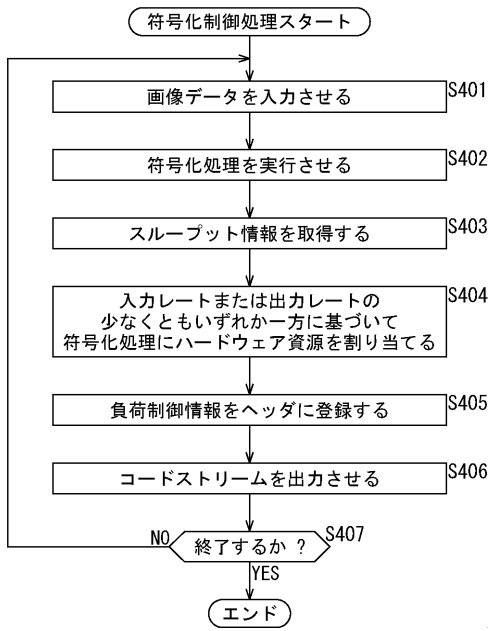 符号化制御処理スタート
画像データを入力させる
S401
符号化処理を実行させる
S402
スループット情報を取得する
S403
入力レートまたは出力レートの
少なくともいずれか一方に基づいて
符号化処理にハードウェア資源を割り当てる
S404
負荷制御情報をヘッダに登録する
S405
コードストリームを出力させる
S406
終了するか ?
S407
NO
YES
エンド